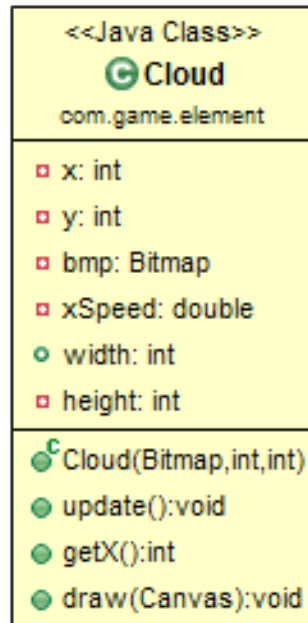 <<Java Class>>
C Cloud
com.game.element
x: int
y: int
bmp: Bitmap
xSpeed: double
width: int
height: int
C Cloud(Bitmap,int,int)
update():void
getX():int
draw(Canvas):void